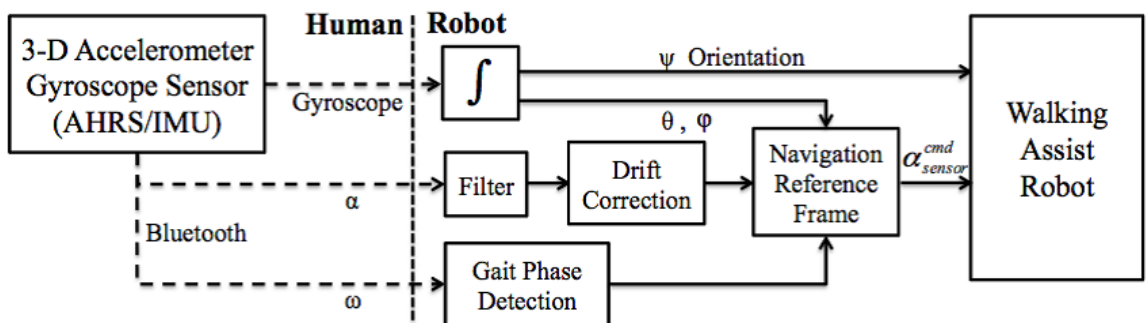 Human
Robot
3-D Accelerometer
Gyroscope Sensor
(AHRS/IMU)
Gyroscope
∫
ψ Orientation
θ , φ
Walking
Assist
Robot
Filter
Drift
Correction
Navigation
Reference
Frame
α cmd sensor
α
Bluetooth
Gait Phase
Detection
ω